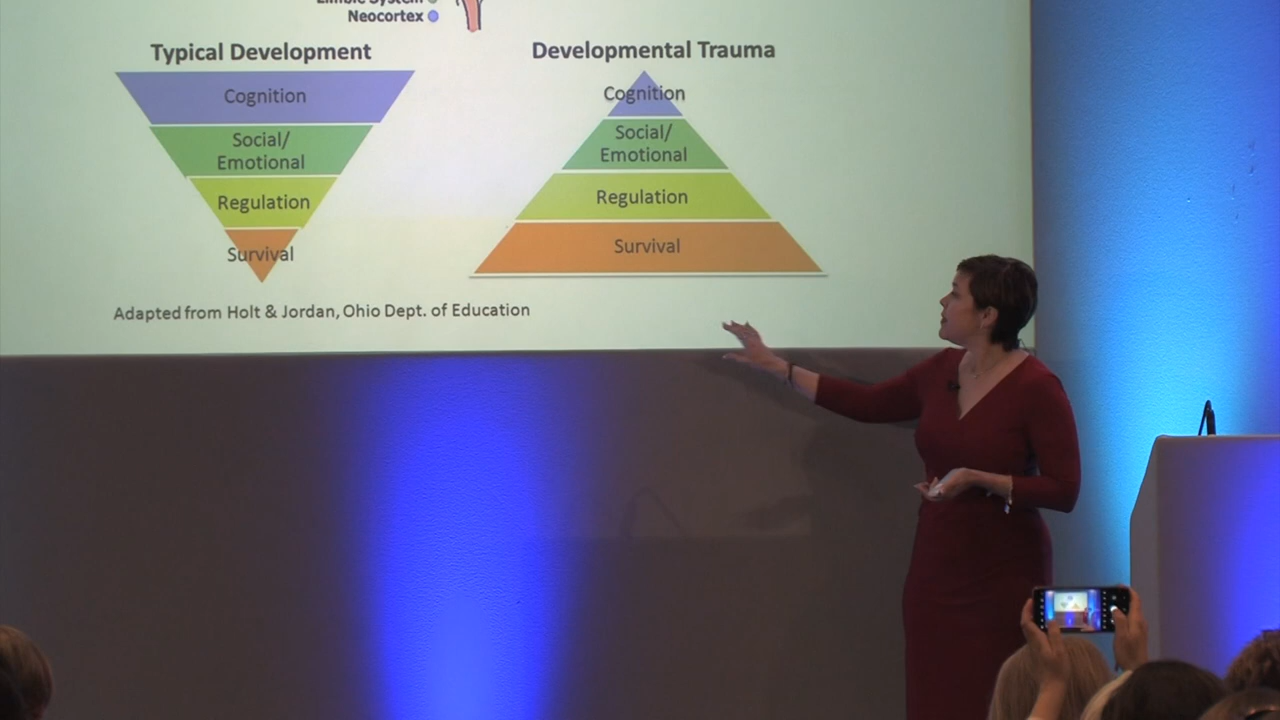 Neocortex
Typical Development
Developmental Trauma
Cognition
Social/
Emotional
Regulation
Survival
Cognition
Social/
Emotional
Regulation
Survival
Adapted from Holt & Jordan, Ohio Dept. of Education